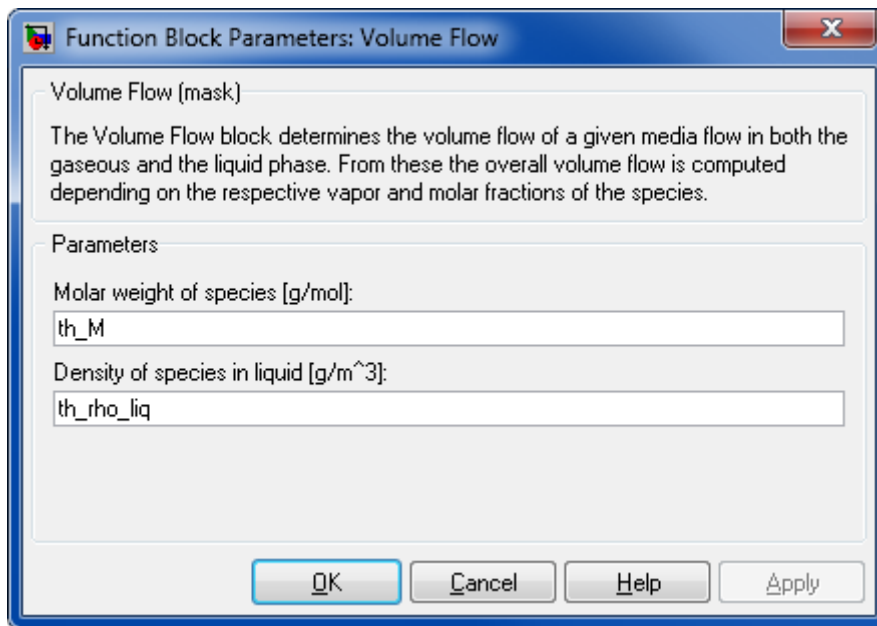 Function Block Parameters: Volume Flow
Volume Flow (mask)
The Volume Flow block determines the volume flow of a given media flow in both the
gaseous and the liquid phase. From these the overall volume flow is computed
depending on the respective vapor and molar fractions of the species.
Parameters
Molar weight of species [g/mol]:
th_M
Density of species in liquid [g/m^3]:
th_rho_liq
OK Cancel Help Apply